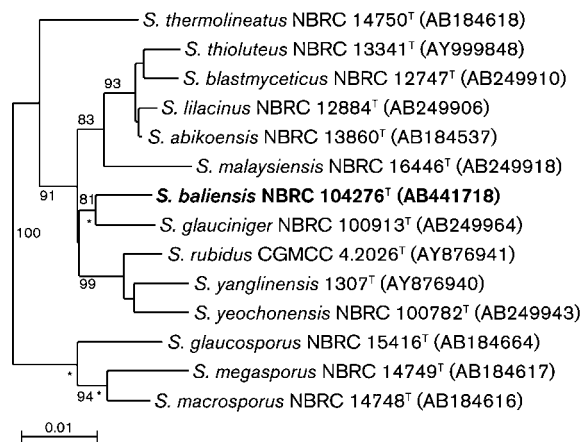 S. thermolineatus NBRC 14750ᵀ (AB184618)
S. thioluteus NBRC 13341ᵀ (AY999848)
93
S. blastmyceticus NBRC 12747ᵀ (AB249910)
S. lilacinus NBRC 12884ᵀ (AB249906)
83
S. abikoensis NBRC 13860ᵀ (AB184537)
S. malaysiensis NBRC 16446ᵀ (AB249918)
91
81
S. baliensis NBRC 104276ᵀ (AB441718)
*
S. glauciniger NBRC 100913ᵀ (AB249964)
100
S. rubidus CGMCC 4.2026ᵀ (AY876941)
99
S. yanglinensis 1307ᵀ (AY876940)
S. yeochonensis NBRC 100782ᵀ (AB249943)
S. glaucosporus NBRC 15416ᵀ (AB184664)
*
S. megasporus NBRC 14749ᵀ (AB184617)
94 *
S. macrosporus NBRC 14748ᵀ (AB184616)
0.01